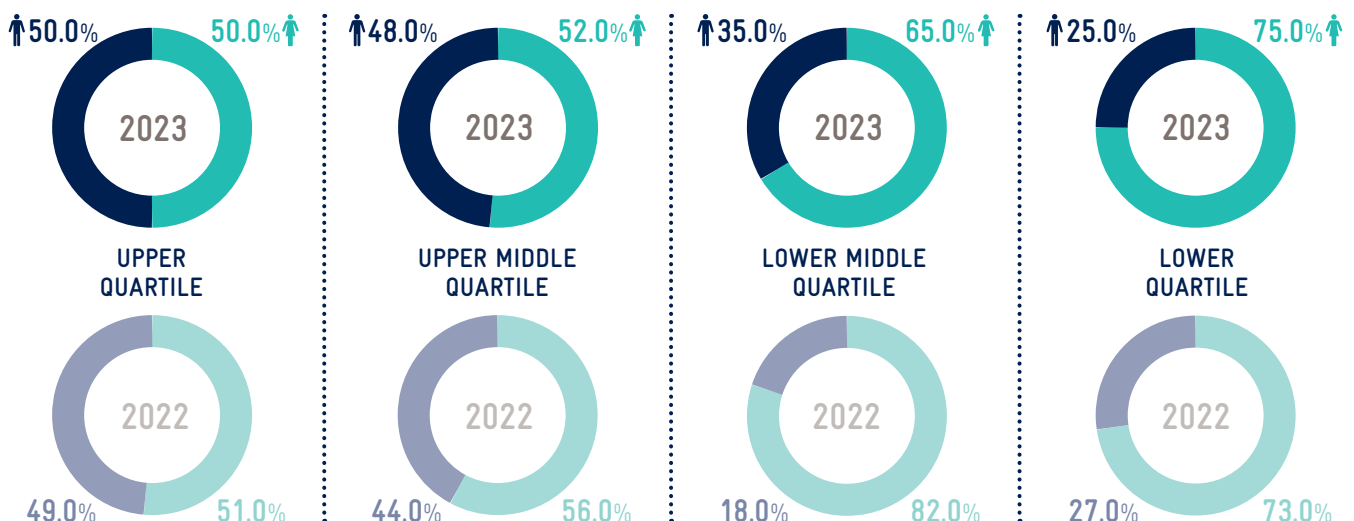 50.0% 50.0%
2023
UPPER
QUARTILE
2022
49.0% 51.0%
48.0% 52.0%
2023
UPPER MIDDLE
QUARTILE
2022
44.0% 56.0%
35.0% 65.0%
2023
LOWER MIDDLE
QUARTILE
2022
18.0% 82.0%
25.0% 75.0%
2023
LOWER
QUARTILE
2022
27.0% 73.0%